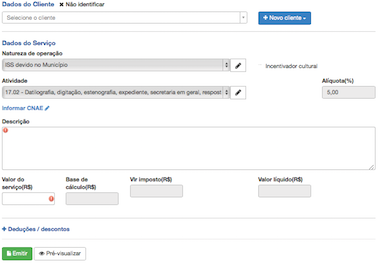 Dados do Cliente ✖ Não identificar
Selecione o cliente
+ Novo cliente
Dados do Serviço
Natureza de operação
ISS devido no Município
Incentivador cultural
Atividade
Alíquota(%)
17.02 - Datilografia, digitação, estenografia, expediente, secretaria em geral, respost
5,00
Informar CNAE
Descrição
Valor do serviço(R$)
Base de cálculo(R$)
Vlr imposto(R$)
Valor líquido(R$)
+ Deduções / descontos
Emitir
Pré-visualizar